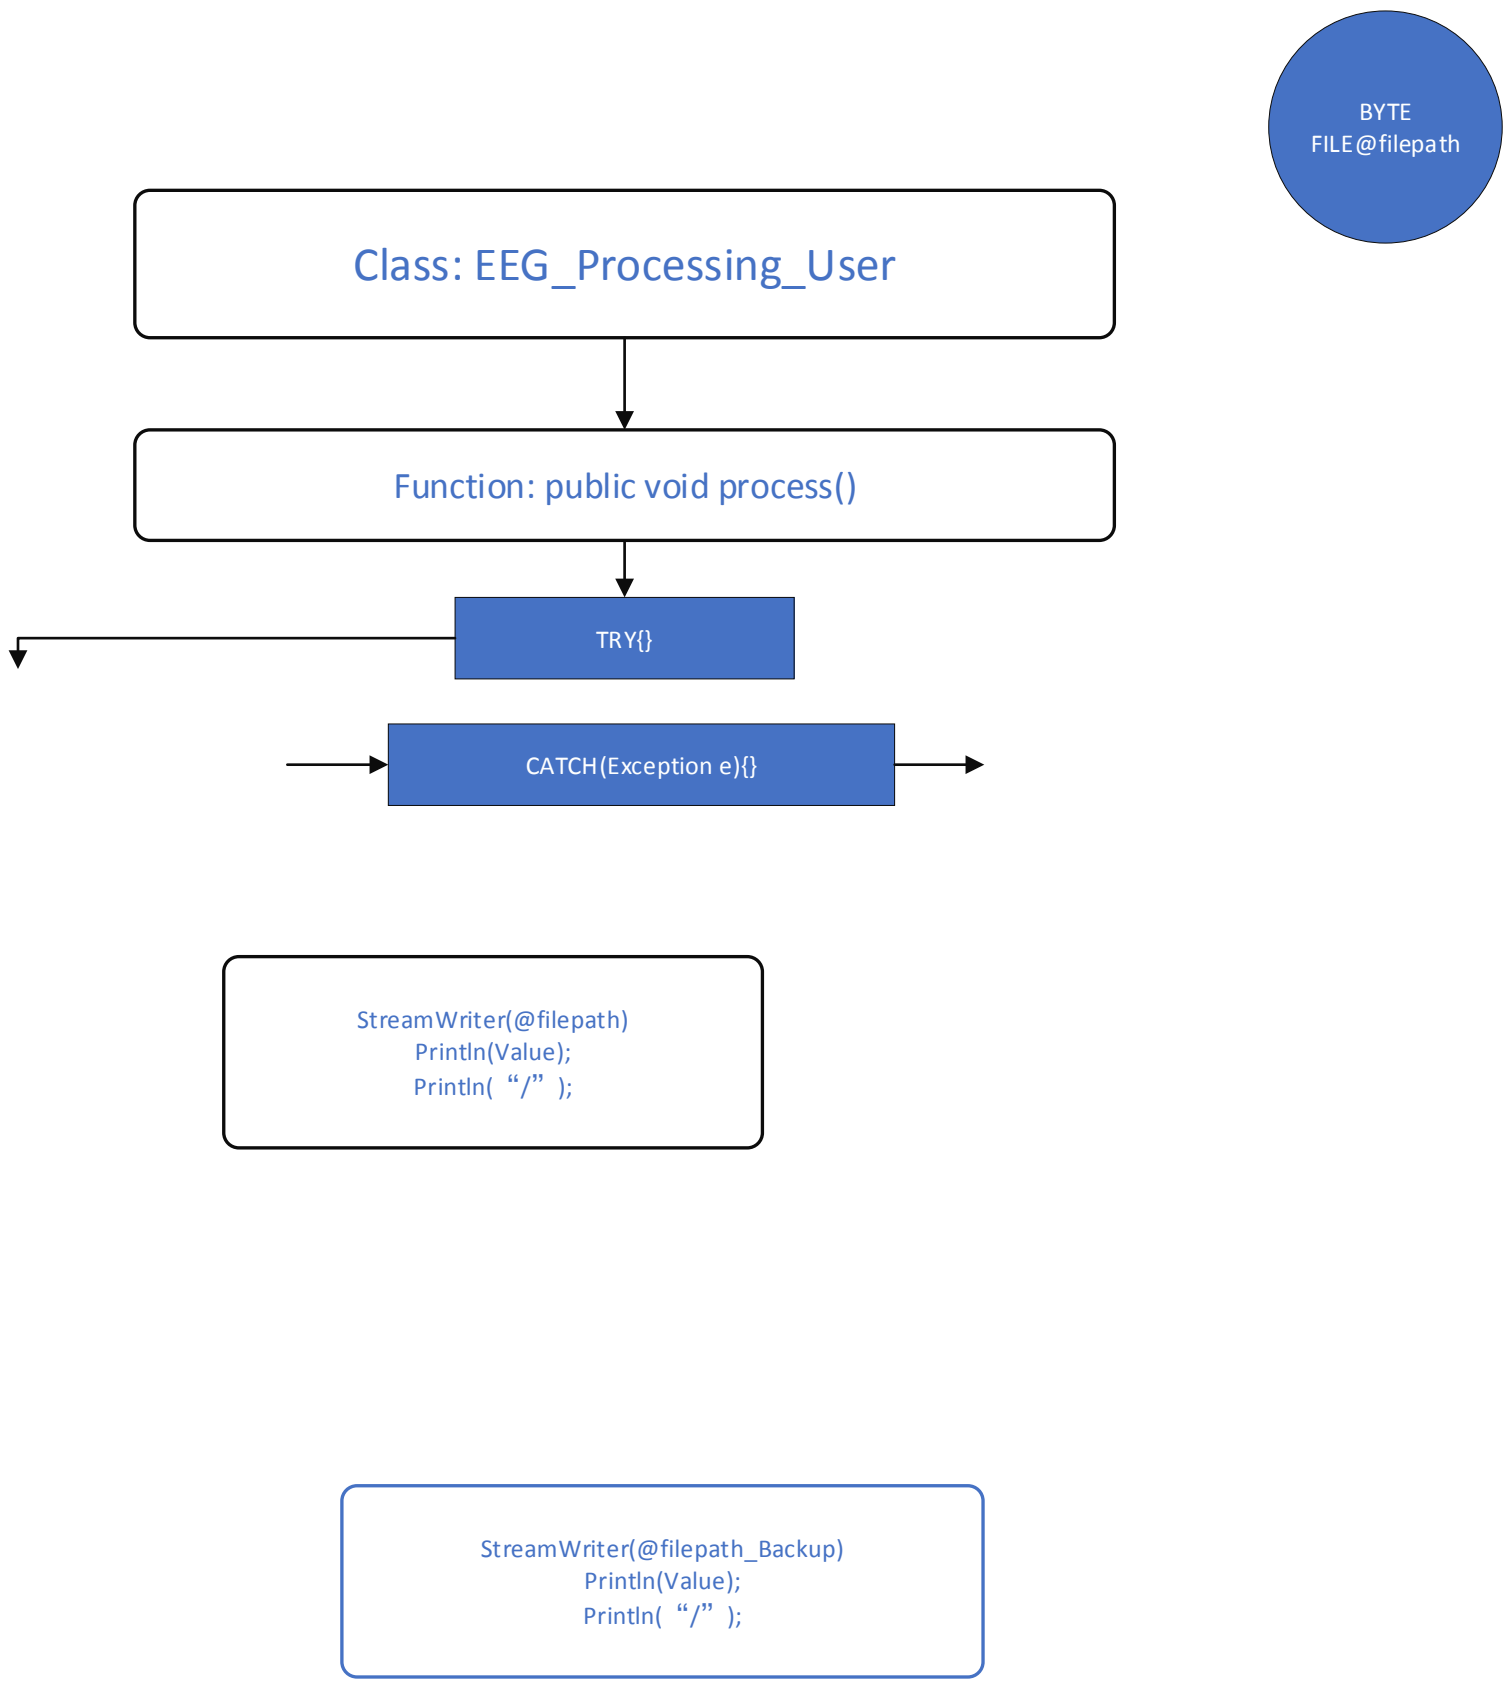 BYTE
FILE@filepath
Class: EEG_Processing_User
Function: public void process()
TRY{}
CATCH(Exception e){}
StreamWriter(@filepath)
Println(Value);
Println( “/” );
StreamWriter(@filepath_Backup)
Println(Value);
Println( “/” );